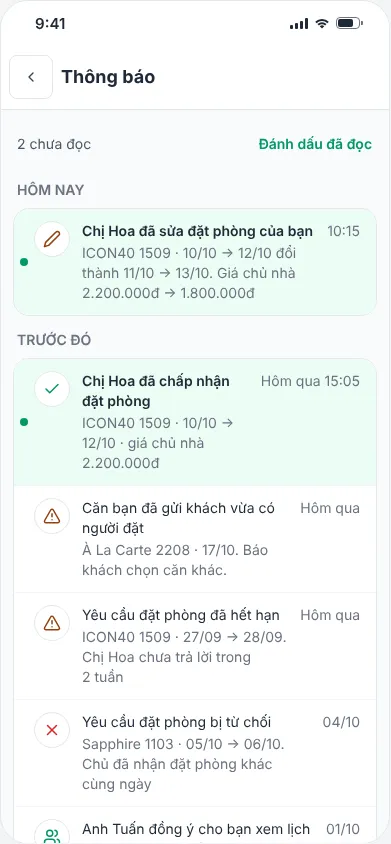 9:41
Thông báo
2 chưa đọc
Đánh dấu đã đọc
HÔM NAY
Chị Hoa đã sửa đặt phòng của bạn
10:15
ICON40 1509 · 10/10 → 12/10 đổi
thành 11/10 → 13/10. Giá chủ nhà
2.200.000đ → 1.800.000đ
TRƯỚC ĐÓ
Chị Hoa đã chấp nhận
đặt phòng
Hôm qua 15:05
ICON40 1509 · 10/10 →
12/10 · giá chủ nhà
2.200.000đ
Căn bạn đã gửi khách vừa có
người đặt
Hôm qua
À La Carte 2208 · 17/10. Báo
khách chọn căn khác.
Yêu cầu đặt phòng đã hết hạn
Hôm qua
ICON40 1509 · 27/09 → 28/09.
Chị Hoa chưa trả lời trong
2 tuần
Yêu cầu đặt phòng bị từ chối
04/10
Sapphire 1103 · 05/10 → 06/10.
Chủ đã nhận đặt phòng khác
cùng ngày
Anh Tuấn đồng ý cho bạn xem lịch
01/10